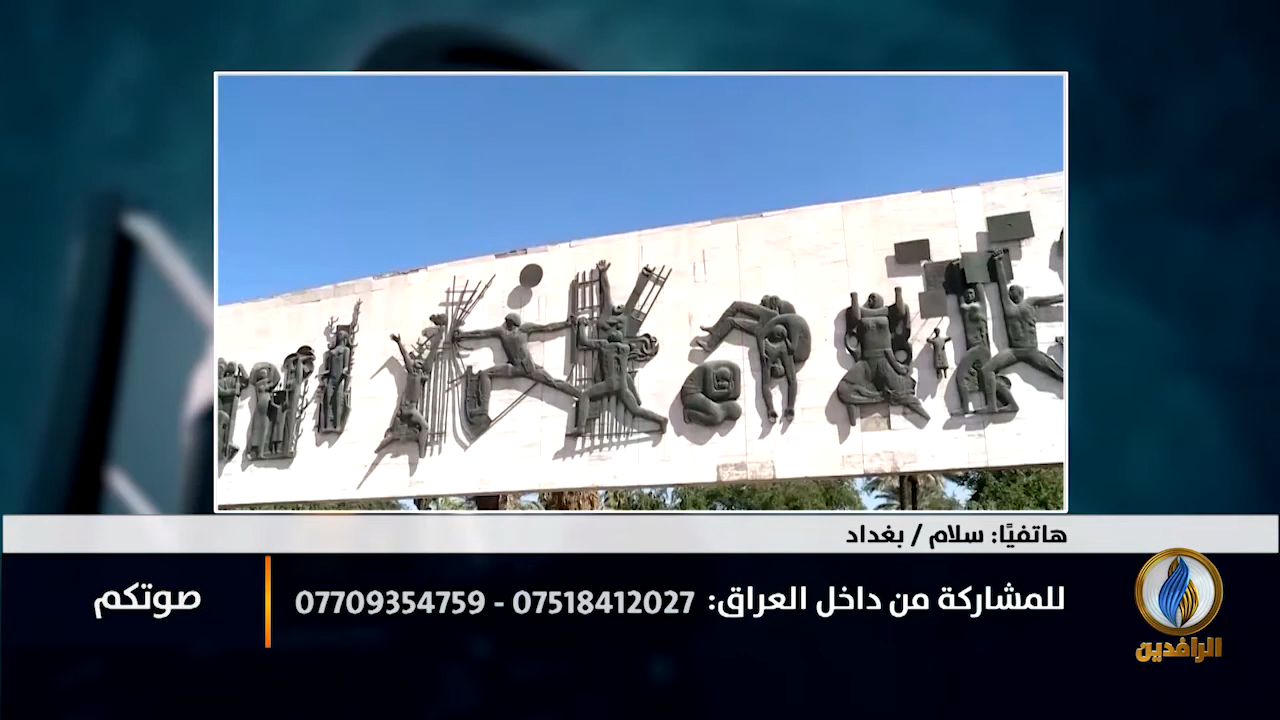 هاتفيًا: سلام / بغداد
للمشاركة من داخل العراق: 07518412027 - 07709354759
صوتكم
الرافدين